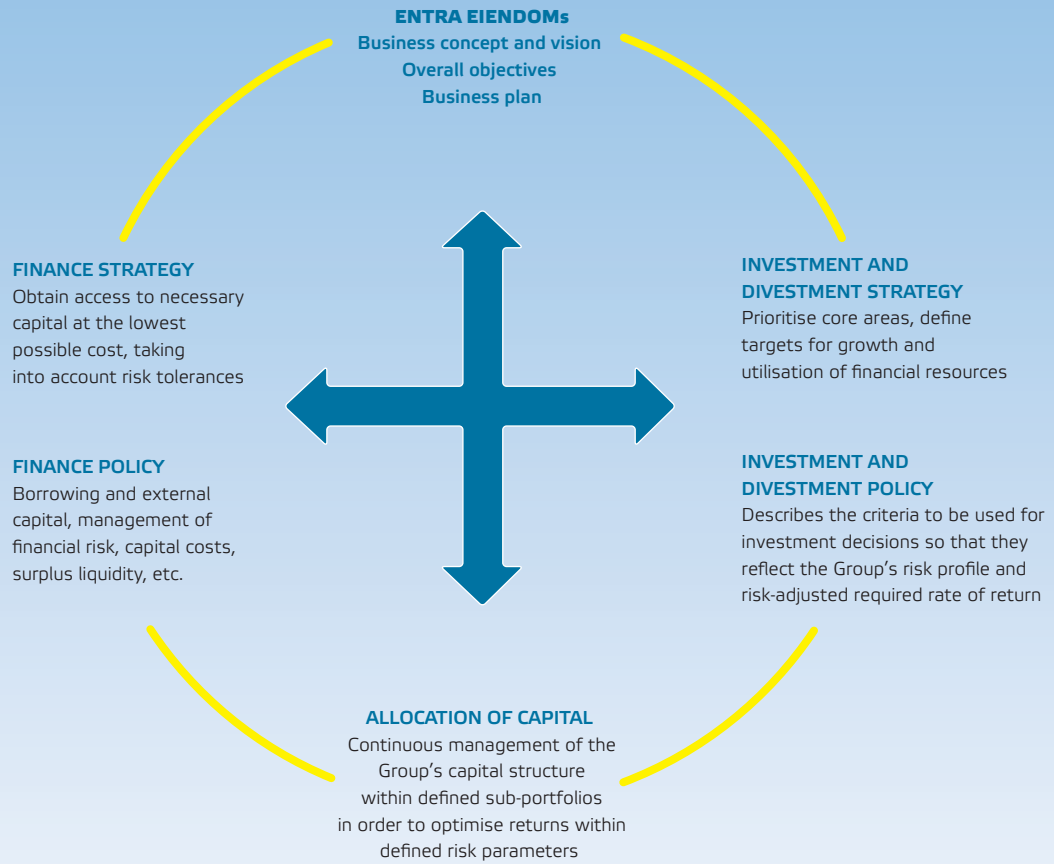 ENTRA EIENDOMs
Business concept and vision
Overall objectives
Business plan
FINANCE STRATEGY
Obtain access to necessary
capital at the lowest
possible cost, taking
into account risk tolerances
INVESTMENT AND
DIVESTMENT STRATEGY
Prioritise core areas, define
targets for growth and
utilisation of financial resources
FINANCE POLICY
Borrowing and external
capital, management of
financial risk, capital costs,
surplus liquidity, etc.
INVESTMENT AND
DIVESTMENT POLICY
Describes the criteria to be used for
investment decisions so that they
reflect the Group's risk profile and
risk-adjusted required rate of return
ALLOCATION OF CAPITAL
Continuous management of the
Group's capital structure
within defined sub-portfolios
in order to optimise returns within
defined risk parameters